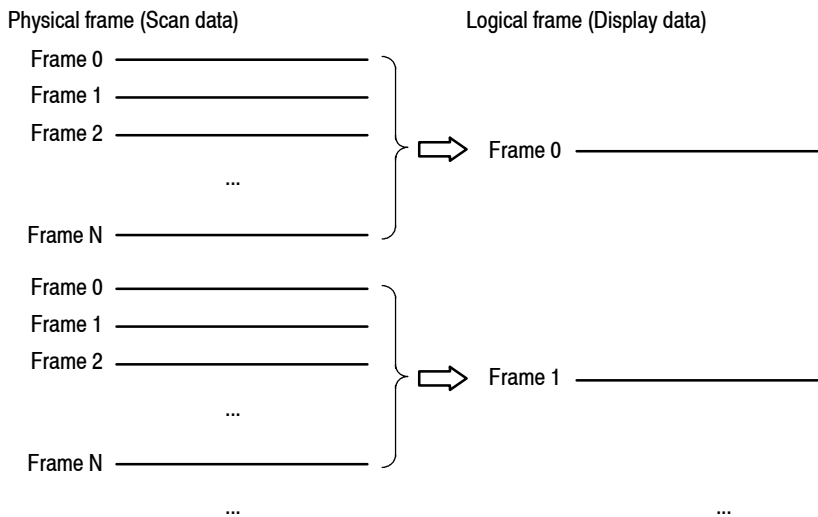 Physical frame (Scan data)
Logical frame (Display data)
Frame 0
Frame 1
Frame 2
...
Frame N
Frame 0
Frame 0
Frame 1
Frame 2
...
Frame N
Frame 1
...
...